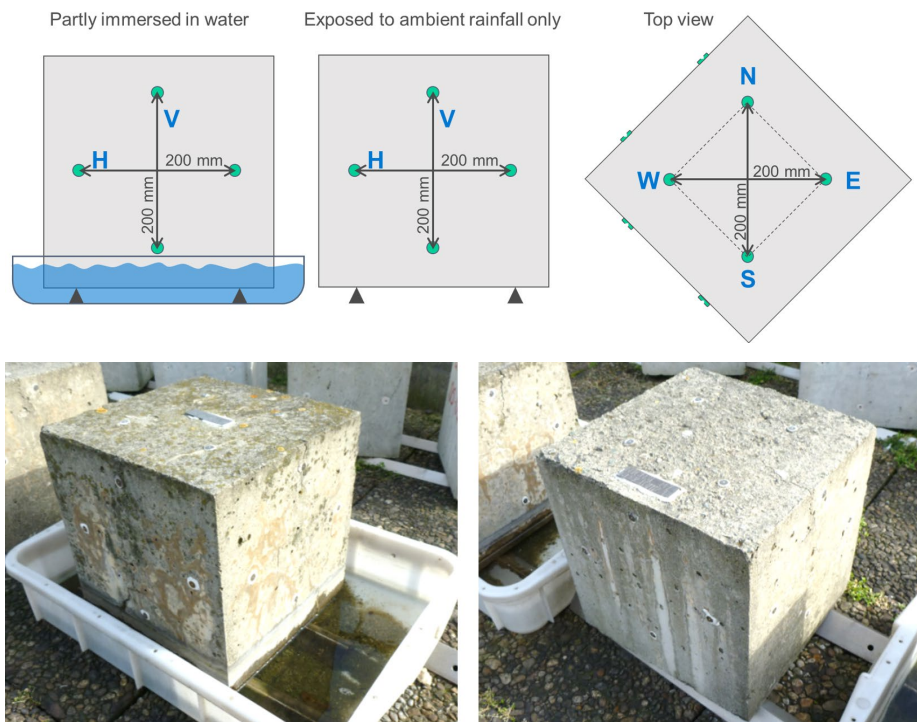 Partly immersed in water
Exposed to ambient rainfall only
Top view
V
H
200 mm
200 mm
V
H
200 mm
200 mm
N
W
200 mm
E
200 mm
S